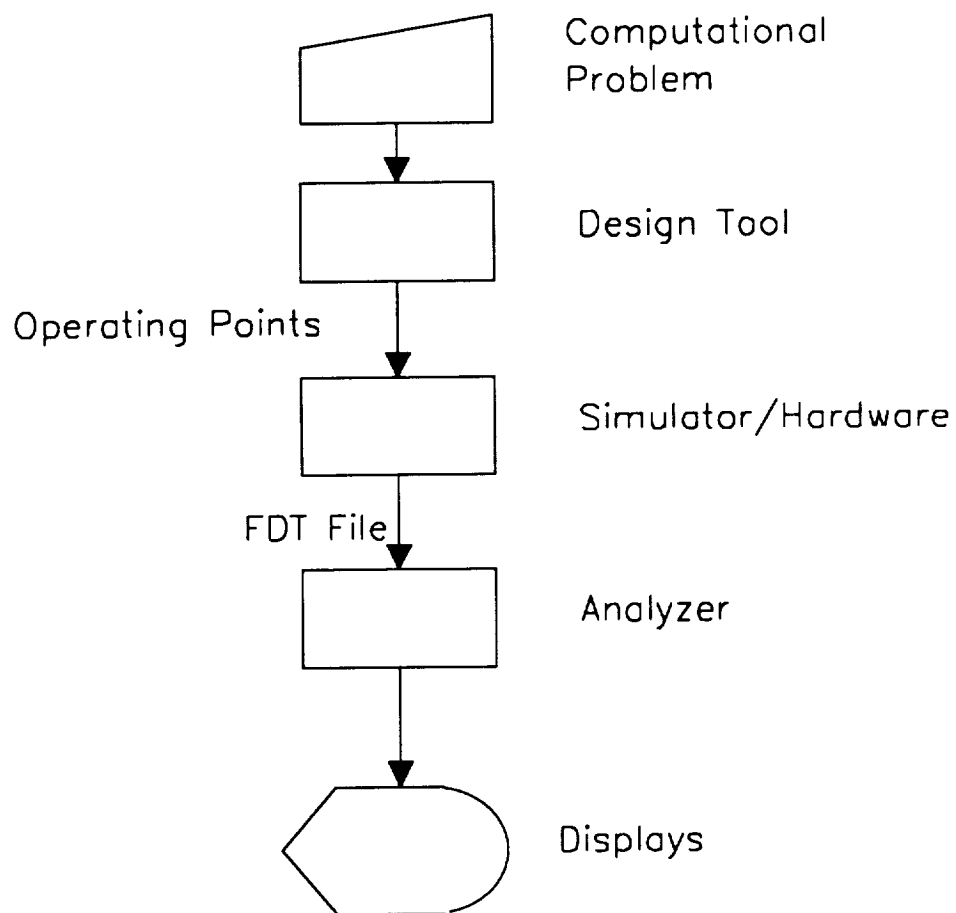 Computational
Problem
Design Tool
Operating Points
Simulator/Hardware
FDT File
Analyzer
Displays